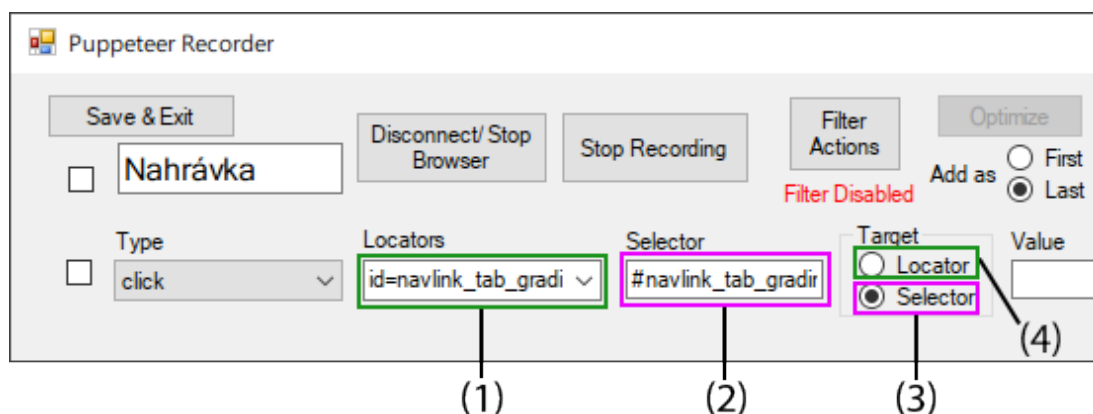 Puppeteer Recorder
Save & Exit
Disconnect/ Stop
Browser
Stop Recording
Filter
Actions
Optimize
Nahrávka
Filter Disabled
Add as
First
Last
Type
Locators
Selector
Target
Value
click
id=navlink_tab_gradi
#navlink_tab_gradir
Locator
Selector
(1)
(2)
(3)
(4)